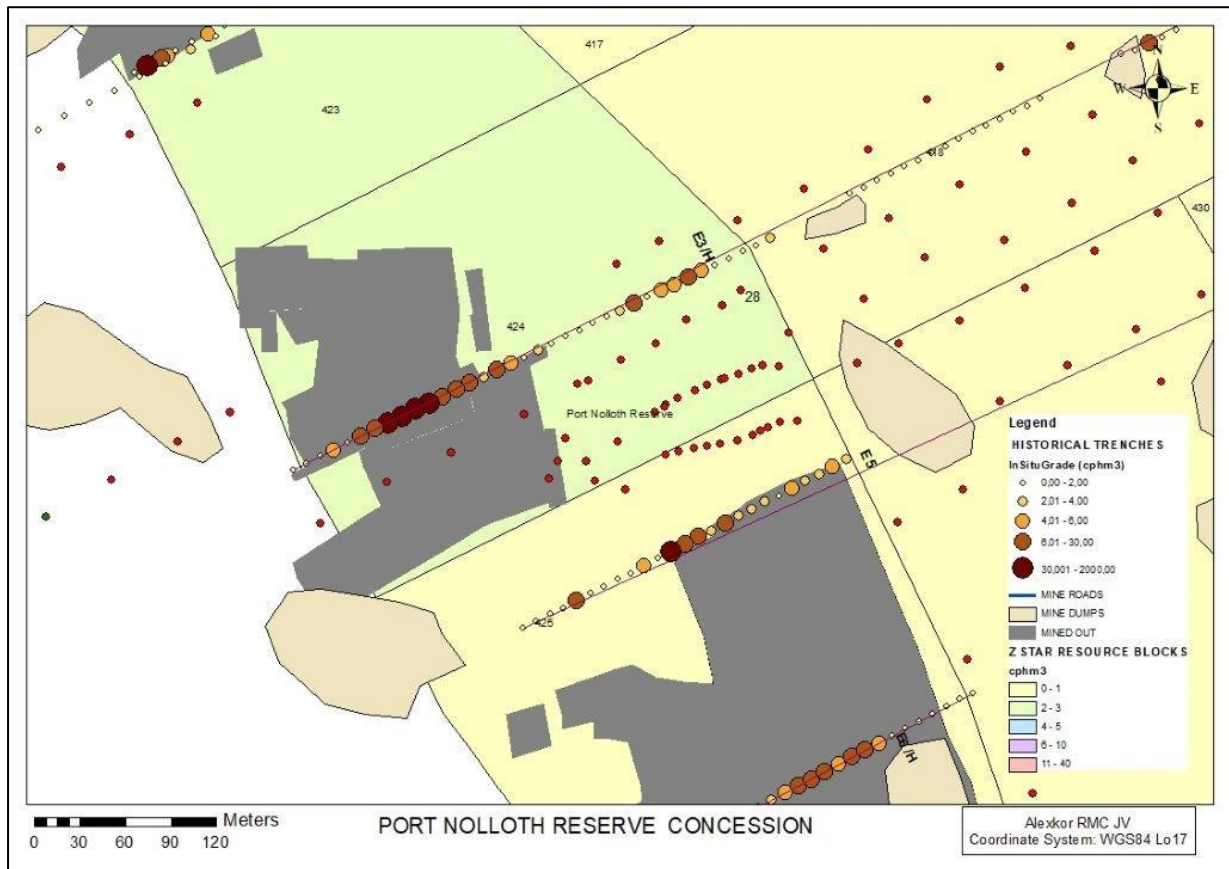 417
N
W E
S
423
418
430
E3/H
28
424
Port Nolloth Reserve
E5
425
E6/H
Legend
HISTORICAL TRENCHES
InSituGrade (cphm3)
0,00 - 2,00
2,01 - 4,00
4,01 - 6,00
6,01 - 30,00
30,001 - 2000,00
MINE ROADS
MINE DUMPS
MINED OUT
Z STAR RESOURCE BLOCKS
cphm3
0 - 1
2 - 3
4 - 5
6 - 10
11 - 40
Meters
0 30 60 90 120
PORT NOLLOTH RESERVE CONCESSION
Alexkor RMC JV
Coordinate System: WGS84 Lo17